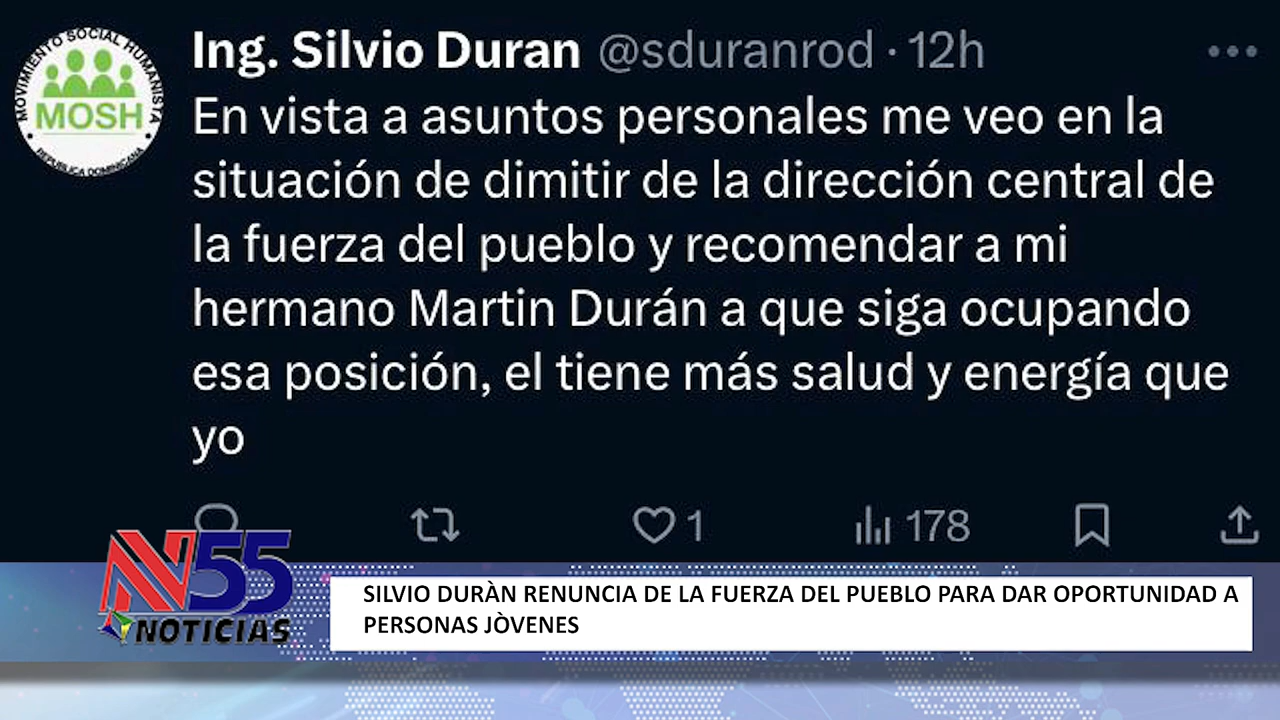 MOVIMIENTO SOCIAL HUMANISTA
MOSH
REPUBLICA DOMINICANA
Ing. Silvio Duran @sduranrod · 12h
En vista a asuntos personales me veo en la
situación de dimitir de la dirección central de
la fuerza del pueblo y recomendar a mi
hermano Martin Durán a que siga ocupando
esa posición, el tiene más salud y energía que
yo
1
178
N55
NOTICIAS
SILVIO DURÀN RENUNCIA DE LA FUERZA DEL PUEBLO PARA DAR OPORTUNIDAD A
PERSONAS JÒVENES